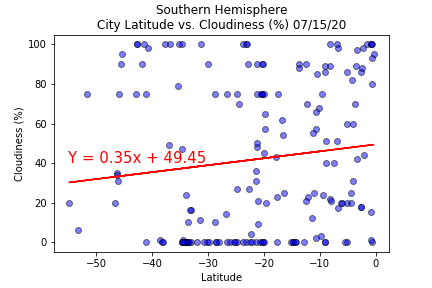 Southern Hemisphere
City Latitude vs. Cloudiness (%) 07/15/20
100
80
60
40
20
0
Cloudiness (%)
Y = 0.35x + 49.45
−50 −40 −30 −20 −10 0
Latitude